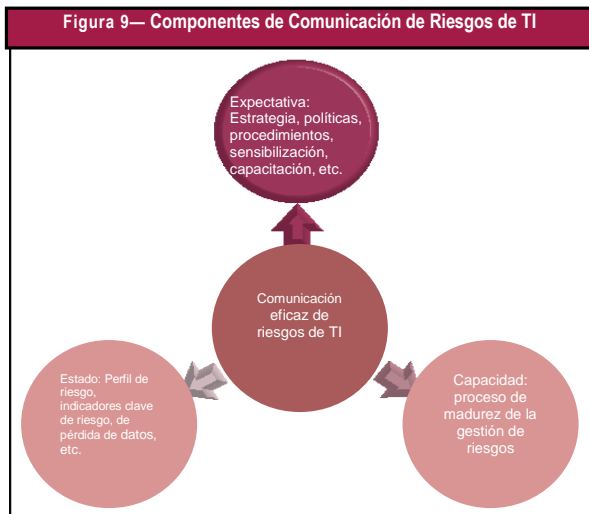 Figura 9— Componentes de Comunicación de Riesgos de TI
Expectativa:
Estrategia, políticas,
procedimientos,
sensibilización,
capacitación, etc.
Comunicación
eficaz de
riesgos de TI
Estado: Perfil de
riesgo,
indicadores clave
de riesgo, de
pérdida de datos,
etc.
Capacidad:
proceso de
madurez de la
gestión de
riesgos